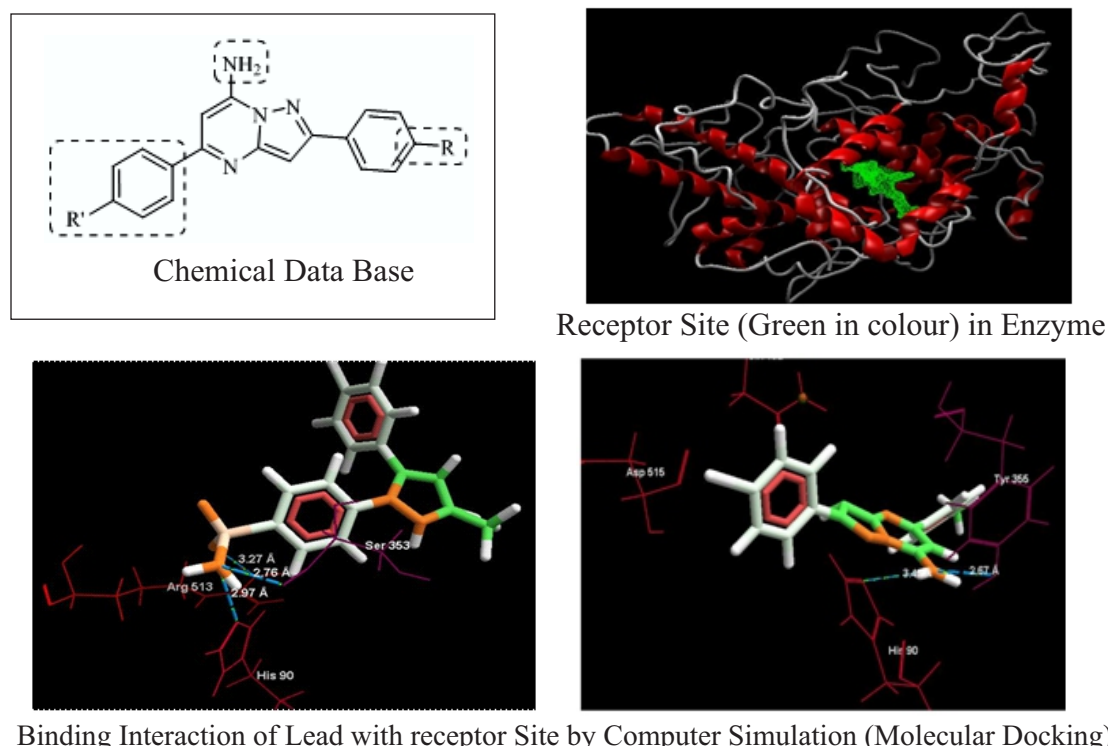 NH₂
N
N
N
R
R'
Chemical Data Base
Receptor Site (Green in colour) in Enzyme
3.27 Å
2.76 Å
Ser 353
Arg 513
2.97 Å
His 90
Asp 515
Tyr 355
2.57 Å
His 90
Binding Interaction of Lead with receptor Site by Computer Simulation (Molecular Docking)